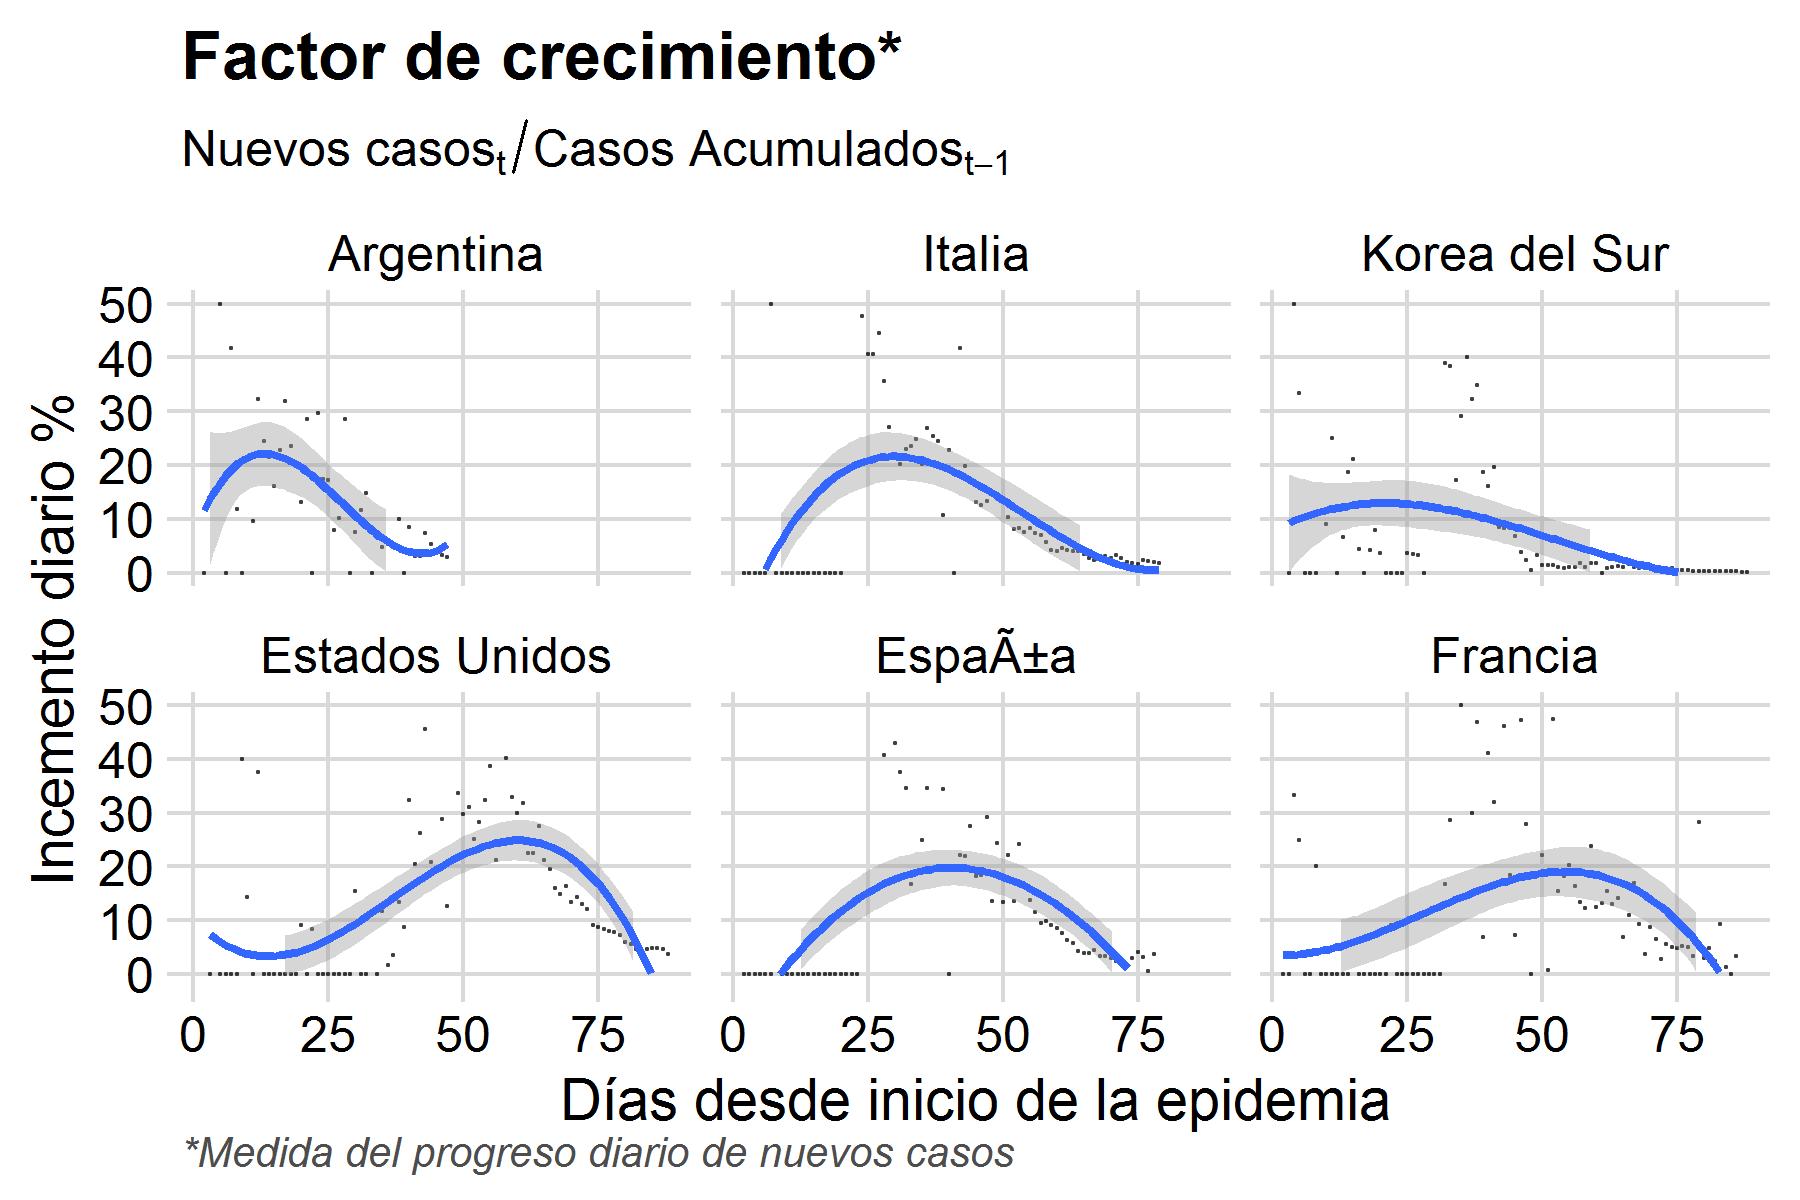 Factor de crecimiento*
Nuevos casosₜ/Casos Acumuladosₜ₋₁
Argentina
Italia
Korea del Sur
50
40
30
20
10
0
Estados Unidos
EspaÃ±a
Francia
50
40
30
20
10
0
0 25 50 75
0 25 50 75
0 25 50 75
Incemento diario %
Días desde inicio de la epidemia
*Medida del progreso diario de nuevos casos